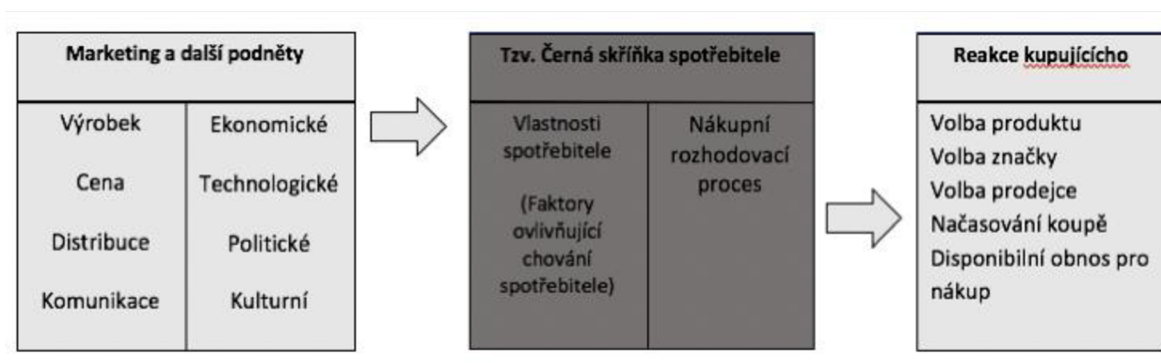 Marketing a další podněty
Výrobek
Cena
Distribuce
Komunikace
Ekonomické
Technologické
Politické
Kulturní
Tzv. Černá skříňka spotřebitele
Vlastnosti
spotřebitele
(Faktory
ovlivňující
chování
spotřebitele)
Nákupní
rozhodovací
proces
Reakce kupujícícho
Volba produktu
Volba značky
Volba prodejce
Načasování koupě
Disponibilní obnos pro
nákup